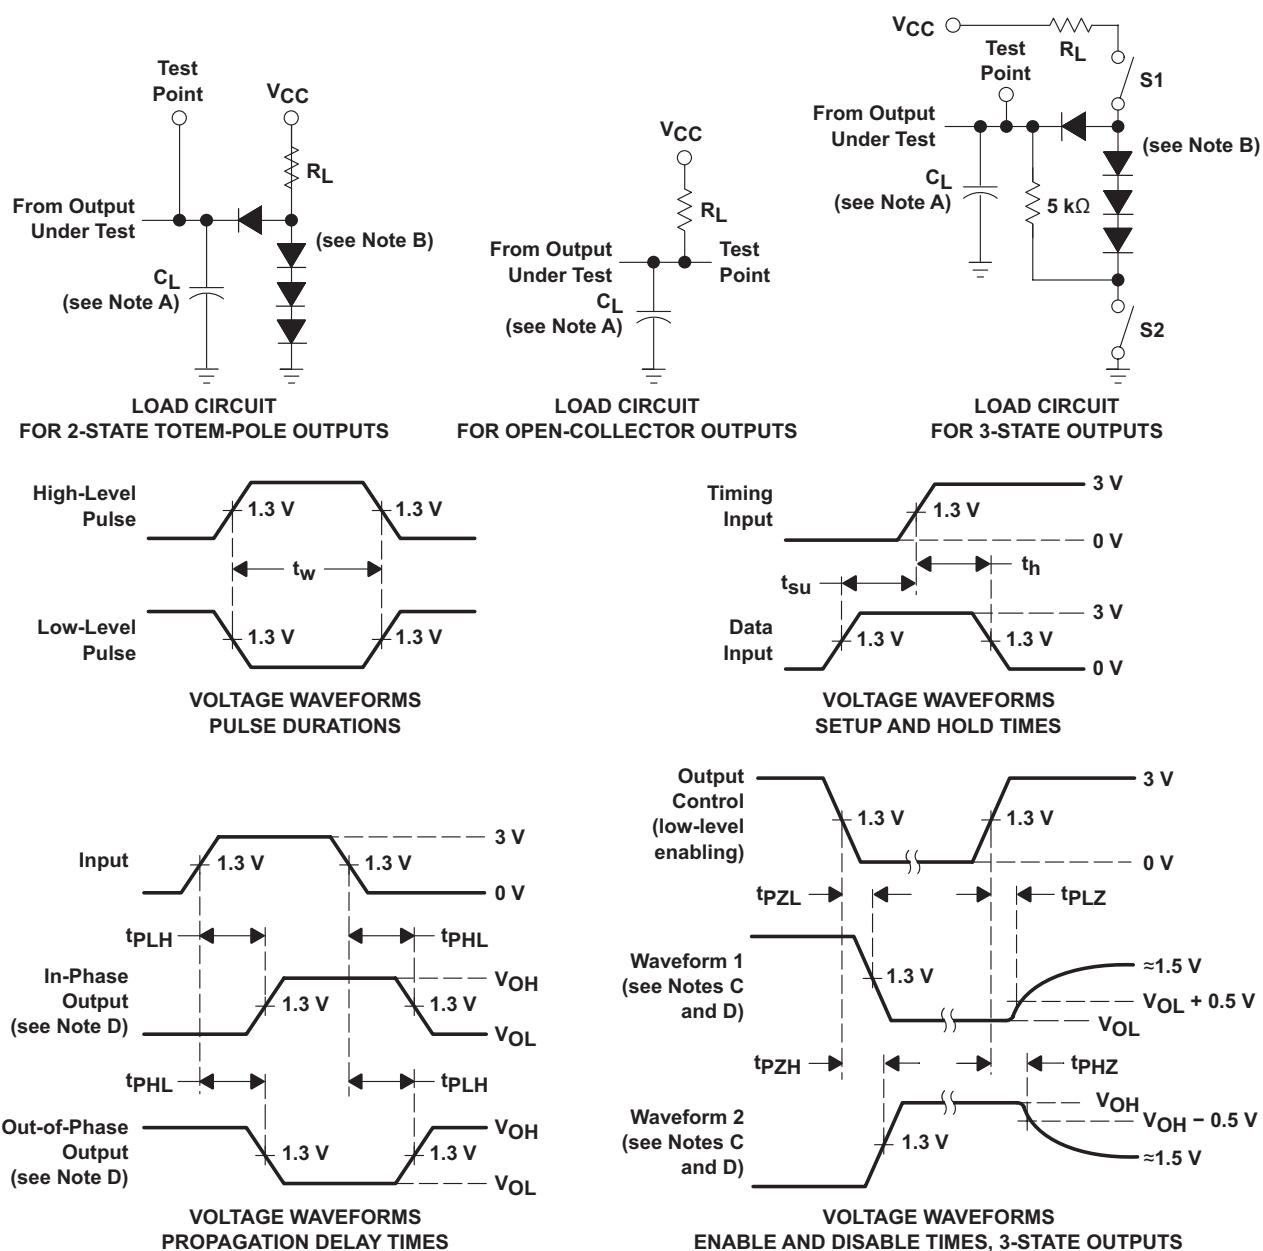 Test
Point
VCC
RL
From Output
Under Test
(see Note B)
CL
(see Note A)
LOAD CIRCUIT
FOR 2-STATE TOTEM-POLE OUTPUTS
VCC
RL
From Output
Under Test
Test
Point
CL
(see Note A)
LOAD CIRCUIT
FOR OPEN-COLLECTOR OUTPUTS
VCC
RL
Test
Point
S1
From Output
Under Test
(see Note B)
CL
(see Note A)
5 kΩ
S2
LOAD CIRCUIT
FOR 3-STATE OUTPUTS
High-Level
Pulse
1.3 V
1.3 V
tw
Low-Level
Pulse
1.3 V
1.3 V
VOLTAGE WAVEFORMS
PULSE DURATIONS
Timing
Input
1.3 V
3 V
0 V
tsu
th
Data
Input
1.3 V
1.3 V
3 V
0 V
VOLTAGE WAVEFORMS
SETUP AND HOLD TIMES
Input
1.3 V
1.3 V
3 V
0 V
tPLH
tPHL
In-Phase
Output
(see Note D)
1.3 V
1.3 V
VOH
VOL
tPHL
tPLH
Out-of-Phase
Output
(see Note D)
1.3 V
1.3 V
VOH
VOL
VOLTAGE WAVEFORMS
PROPAGATION DELAY TIMES
Output
Control
(low-level
enabling)
1.3 V
1.3 V
3 V
0 V
tPZL
tPLZ
Waveform 1
(see Notes C
and D)
1.3 V
≈1.5 V
VOL + 0.5 V
VOL
tPZH
tPHZ
Waveform 2
(see Notes C
and D)
1.3 V
VOH
VOH − 0.5 V
≈1.5 V
VOLTAGE WAVEFORMS
ENABLE AND DISABLE TIMES, 3-STATE OUTPUTS